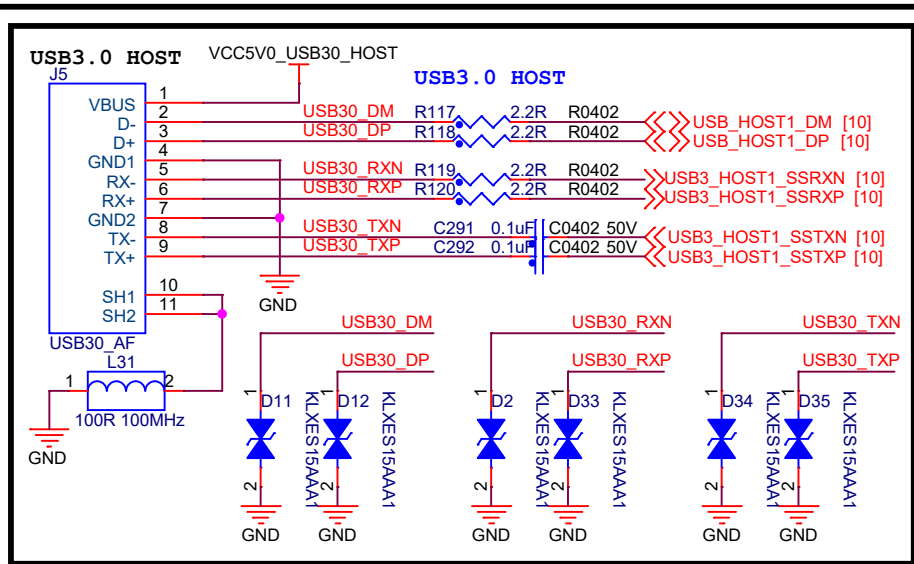 USB3.0 HOST
J5
VCC5V0_USB30_HOST
USB3.0 HOST
VBUS 1
D- 2 USB30_DM R117 2.2R R0402 USB_HOST1_DM [10]
D+ 3 USB30_DP R118 2.2R R0402 USB_HOST1_DP [10]
GND1 4
RX- 5 USB30_RXN R119 2.2R R0402 USB3_HOST1_SSRXN [10]
RX+ 6 USB30_RXP R120 2.2R R0402 USB3_HOST1_SSRXP [10]
GND2 7
TX- 8 USB30_TXN C291 0.1uF C0402 50V USB3_HOST1_SSTXN [10]
TX+ 9 USB30_TXP C292 0.1uF C0402 50V USB3_HOST1_SSTXP [10]
GND
SH1 10
SH2 11
USB30_AF
L31
1 2
100R 100MHz
GND
USB30_DM USB30_RXN USB30_TXN
USB30_DP USB30_RXP USB30_TXP
1 1 1 1 1 1
D11 KLXES15AAA1 D12 KLXES15AAA1 D2 KLXES15AAA1 D33 KLXES15AAA1 D34 KLXES15AAA1 D35 KLXES15AAA1
2 2 2 2 2 2
GND GND GND GND GND GND